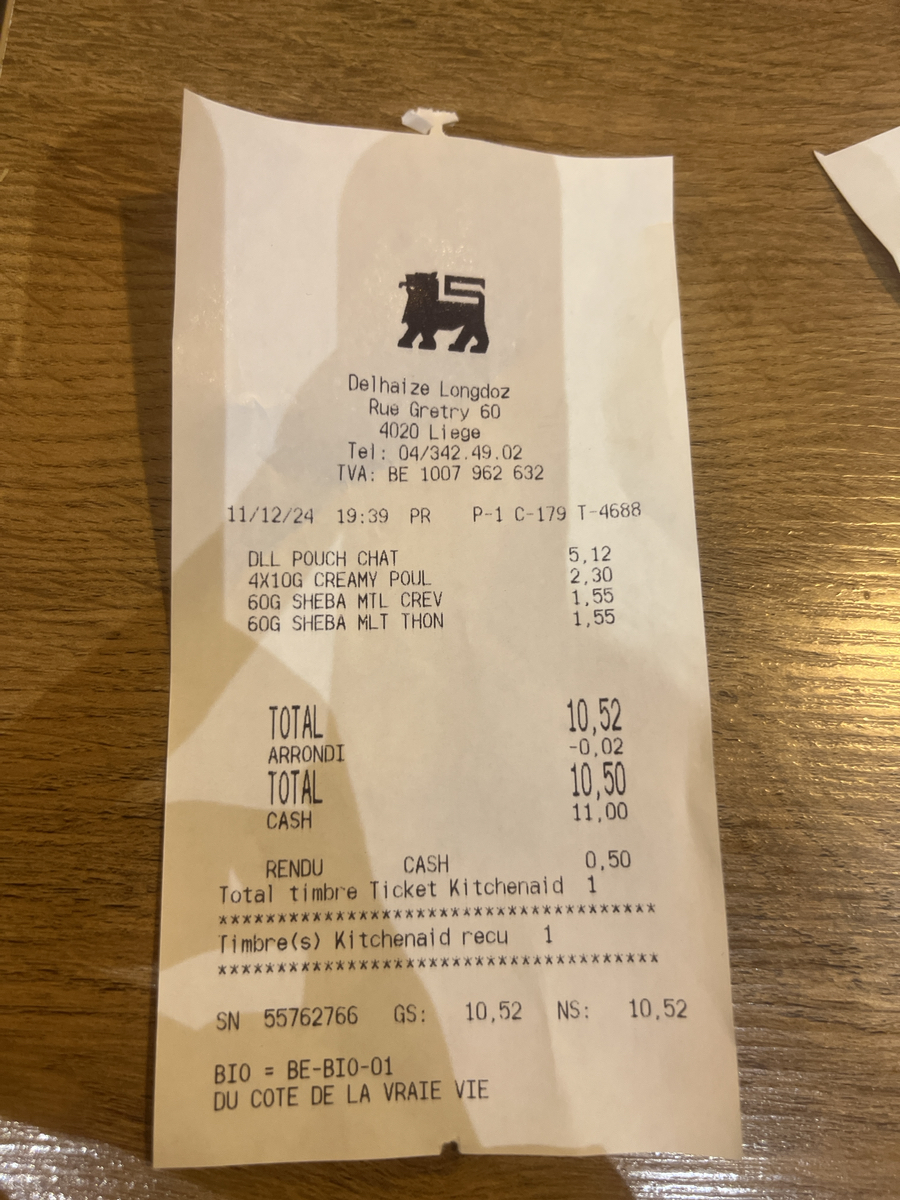 Delhaize Longdoz
Rue Gretry 60
4020 Liege
Tel: 04/342.49.02
TVA: BE 1007 962 632
11/12/24 19:39 PR P-1 C-179 T-4688
DLL POUCH CHAT 5,12
4X10G CREAMY POUL 2,30
60G SHEBA MTL CREV 1,55
60G SHEBA MLT THON 1,55
TOTAL 10,52
ARRONDI -0,02
TOTAL 10,50
CASH 11,00
RENDU CASH 0,50
Total timbre Ticket Kitchenaid 1
*************************************
Timbre(s) Kitchenaid recu 1
*************************************
SN 55762766 GS: 10,52 NS: 10,52
BIO = BE-BIO-01
DU COTE DE LA VRAIE VIE